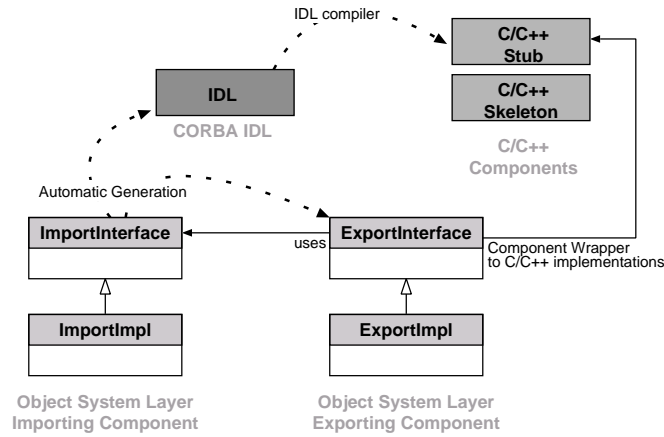 IDL compiler
C/C++
Stub
IDL
C/C++
Skeleton
CORBA IDL
C/C++
Components
Automatic Generation
ImportInterface
uses
ExportInterface
Component Wrapper
to C/C++ implementations
ImportImpl
ExportImpl
Object System Layer
Importing Component
Object System Layer
Exporting Component